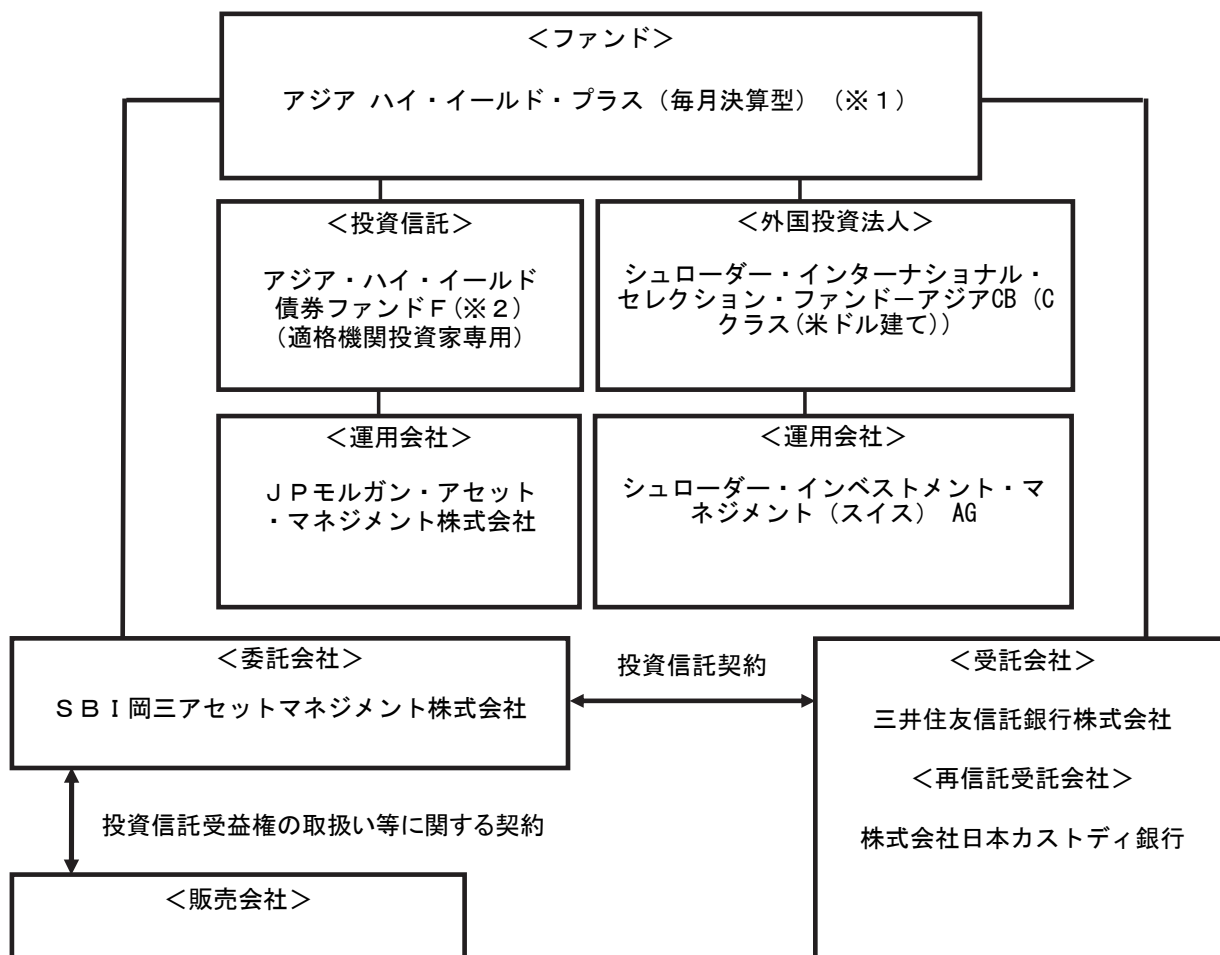 ＜ファンド＞
アジア ハイ・イールド・プラス（毎月決算型）（※１）
＜投資信託＞
アジア・ハイ・イールド
債券ファンドＦ(※２)
（適格機関投資家専用）
＜外国投資法人＞
シュローダー・インターナショナル・
セレクション・ファンド－アジアCB（C
クラス(米ドル建て)）
＜運用会社＞
ＪＰモルガン・アセット
・マネジメント株式会社
＜運用会社＞
シュローダー・インベストメント・マ
ネジメント（スイス） AG
＜委託会社＞
ＳＢＩ岡三アセットマネジメント株式会社
投資信託契約
＜受託会社＞
三井住友信託銀行株式会社
＜再信託受託会社＞
株式会社日本カストディ銀行
投資信託受益権の取扱い等に関する契約
＜販売会社＞